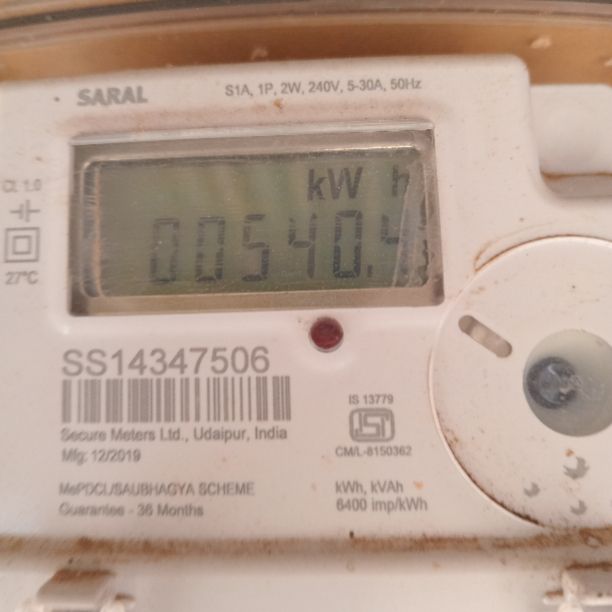 SARAL
S1A, 1P, 2W, 240V, 5-30A, 50Hz
Cl. 1.0
kW h
00540.4
27°C
SS14347506
Secure Meters Ltd., Udaipur, India
Mfg: 12/2019
IS 13779
ISI
CM/L-8150362
MePDCL/SAUBHAGYA SCHEME
Guarantee - 36 Months
kWh, kVAh
6400 imp/kWh